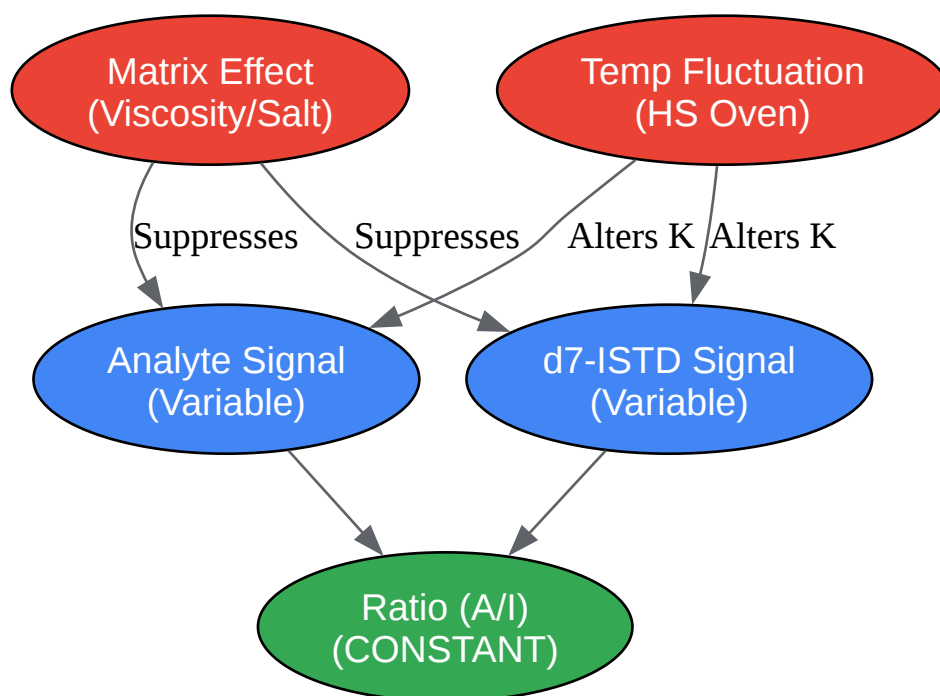 Matrix Effect
(Viscosity/Salt)
Temp Fluctuation
(HS Oven)
Suppresses
Suppresses
Alters K
Alters K
Analyte Signal
(Variable)
d7-ISTD Signal
(Variable)
Ratio (A/I)
(CONSTANT)